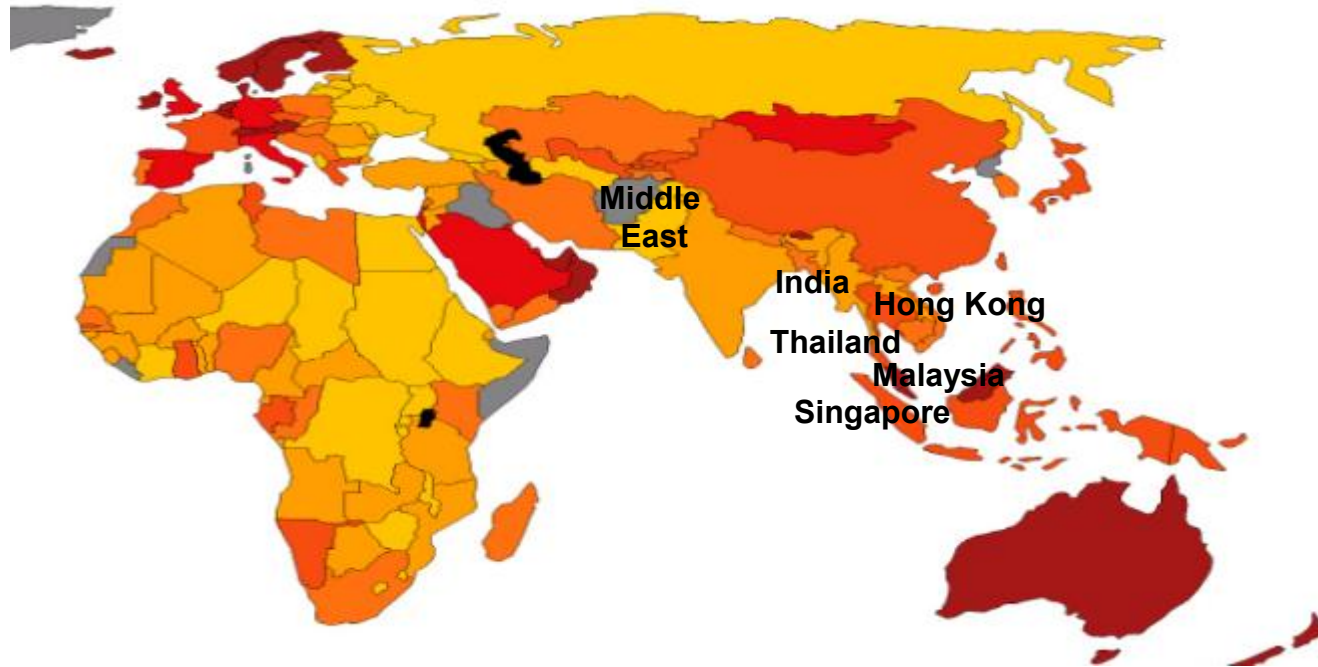 Middle
East
India
Hong Kong
Thailand
Malaysia
Singapore